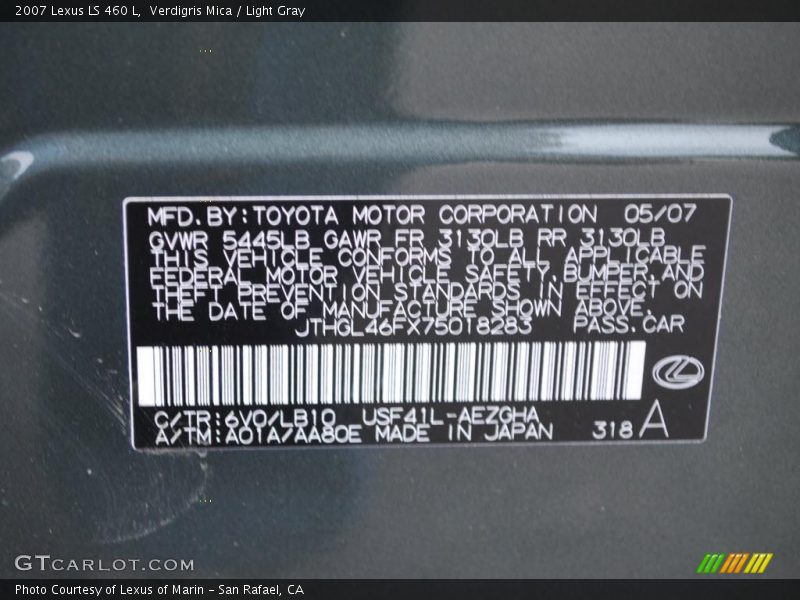 2007 Lexus LS 460 L,  Verdigris Mica / Light Gray
MFD. BY: TOYOTA MOTOR CORPORATION 05/07
GVWR 5445LB GAWR FR 3130LB RR 3130LB
THIS VEHICLE CONFORMS TO ALL APPLICABLE
FEDERAL MOTOR VEHICLE SAFETY, BUMPER, AND
THEFT PREVENTION STANDARDS IN EFFECT ON
THE DATE OF MANUFACTURE SHOWN ABOVE.
JTHGL46FX75018283 PASS. CAR
C/TR: 6V0/LB10 USF41L-AEZGHA
A/TM: A01A/AA80E MADE IN JAPAN 318 A
GTCARLOT.COM
Photo Courtesy of Lexus of Marin - San Rafael, CA